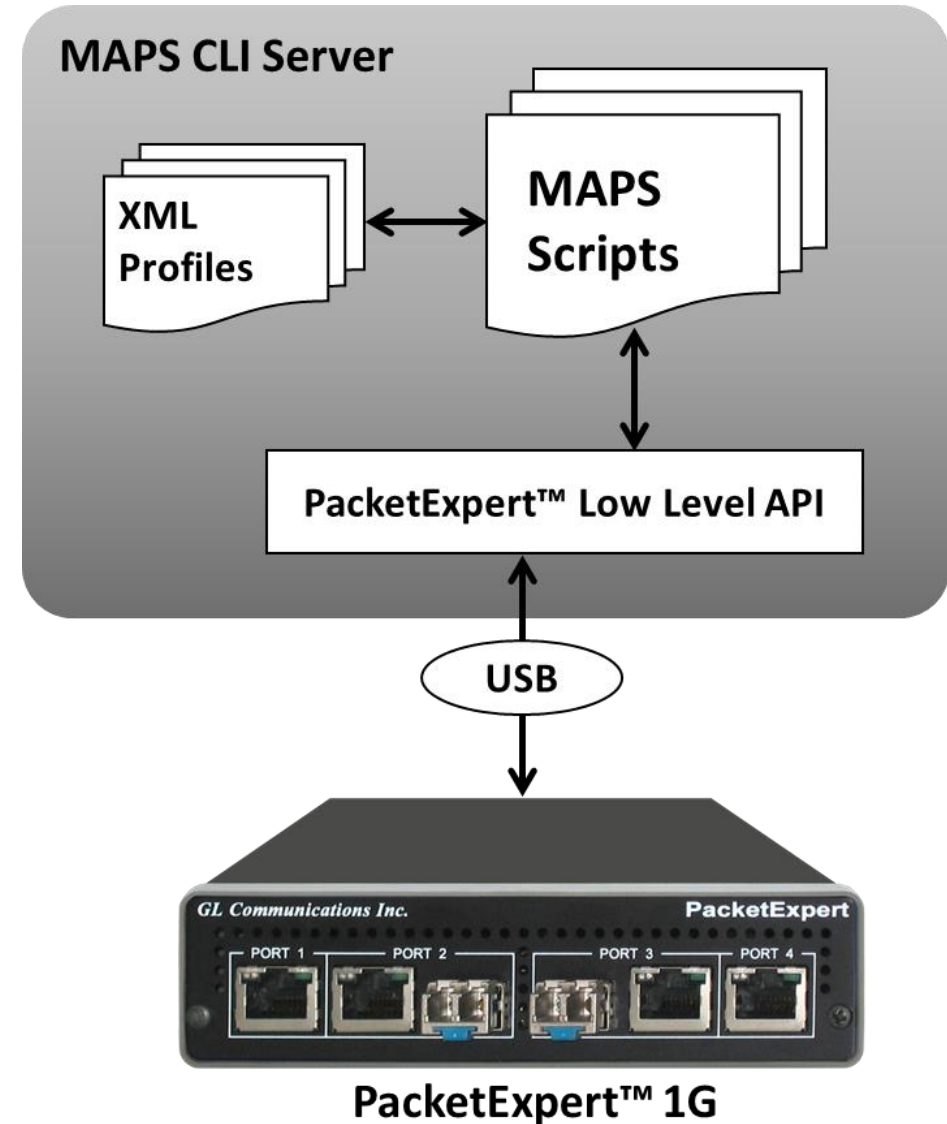 MAPS CLI Server
XML
Profiles
MAPS
Scripts
PacketExpert™ Low Level API
USB
GL Communications Inc.
PacketExpert
PORT 1
PORT 2
PORT 3
PORT 4
PacketExpert™ 1G